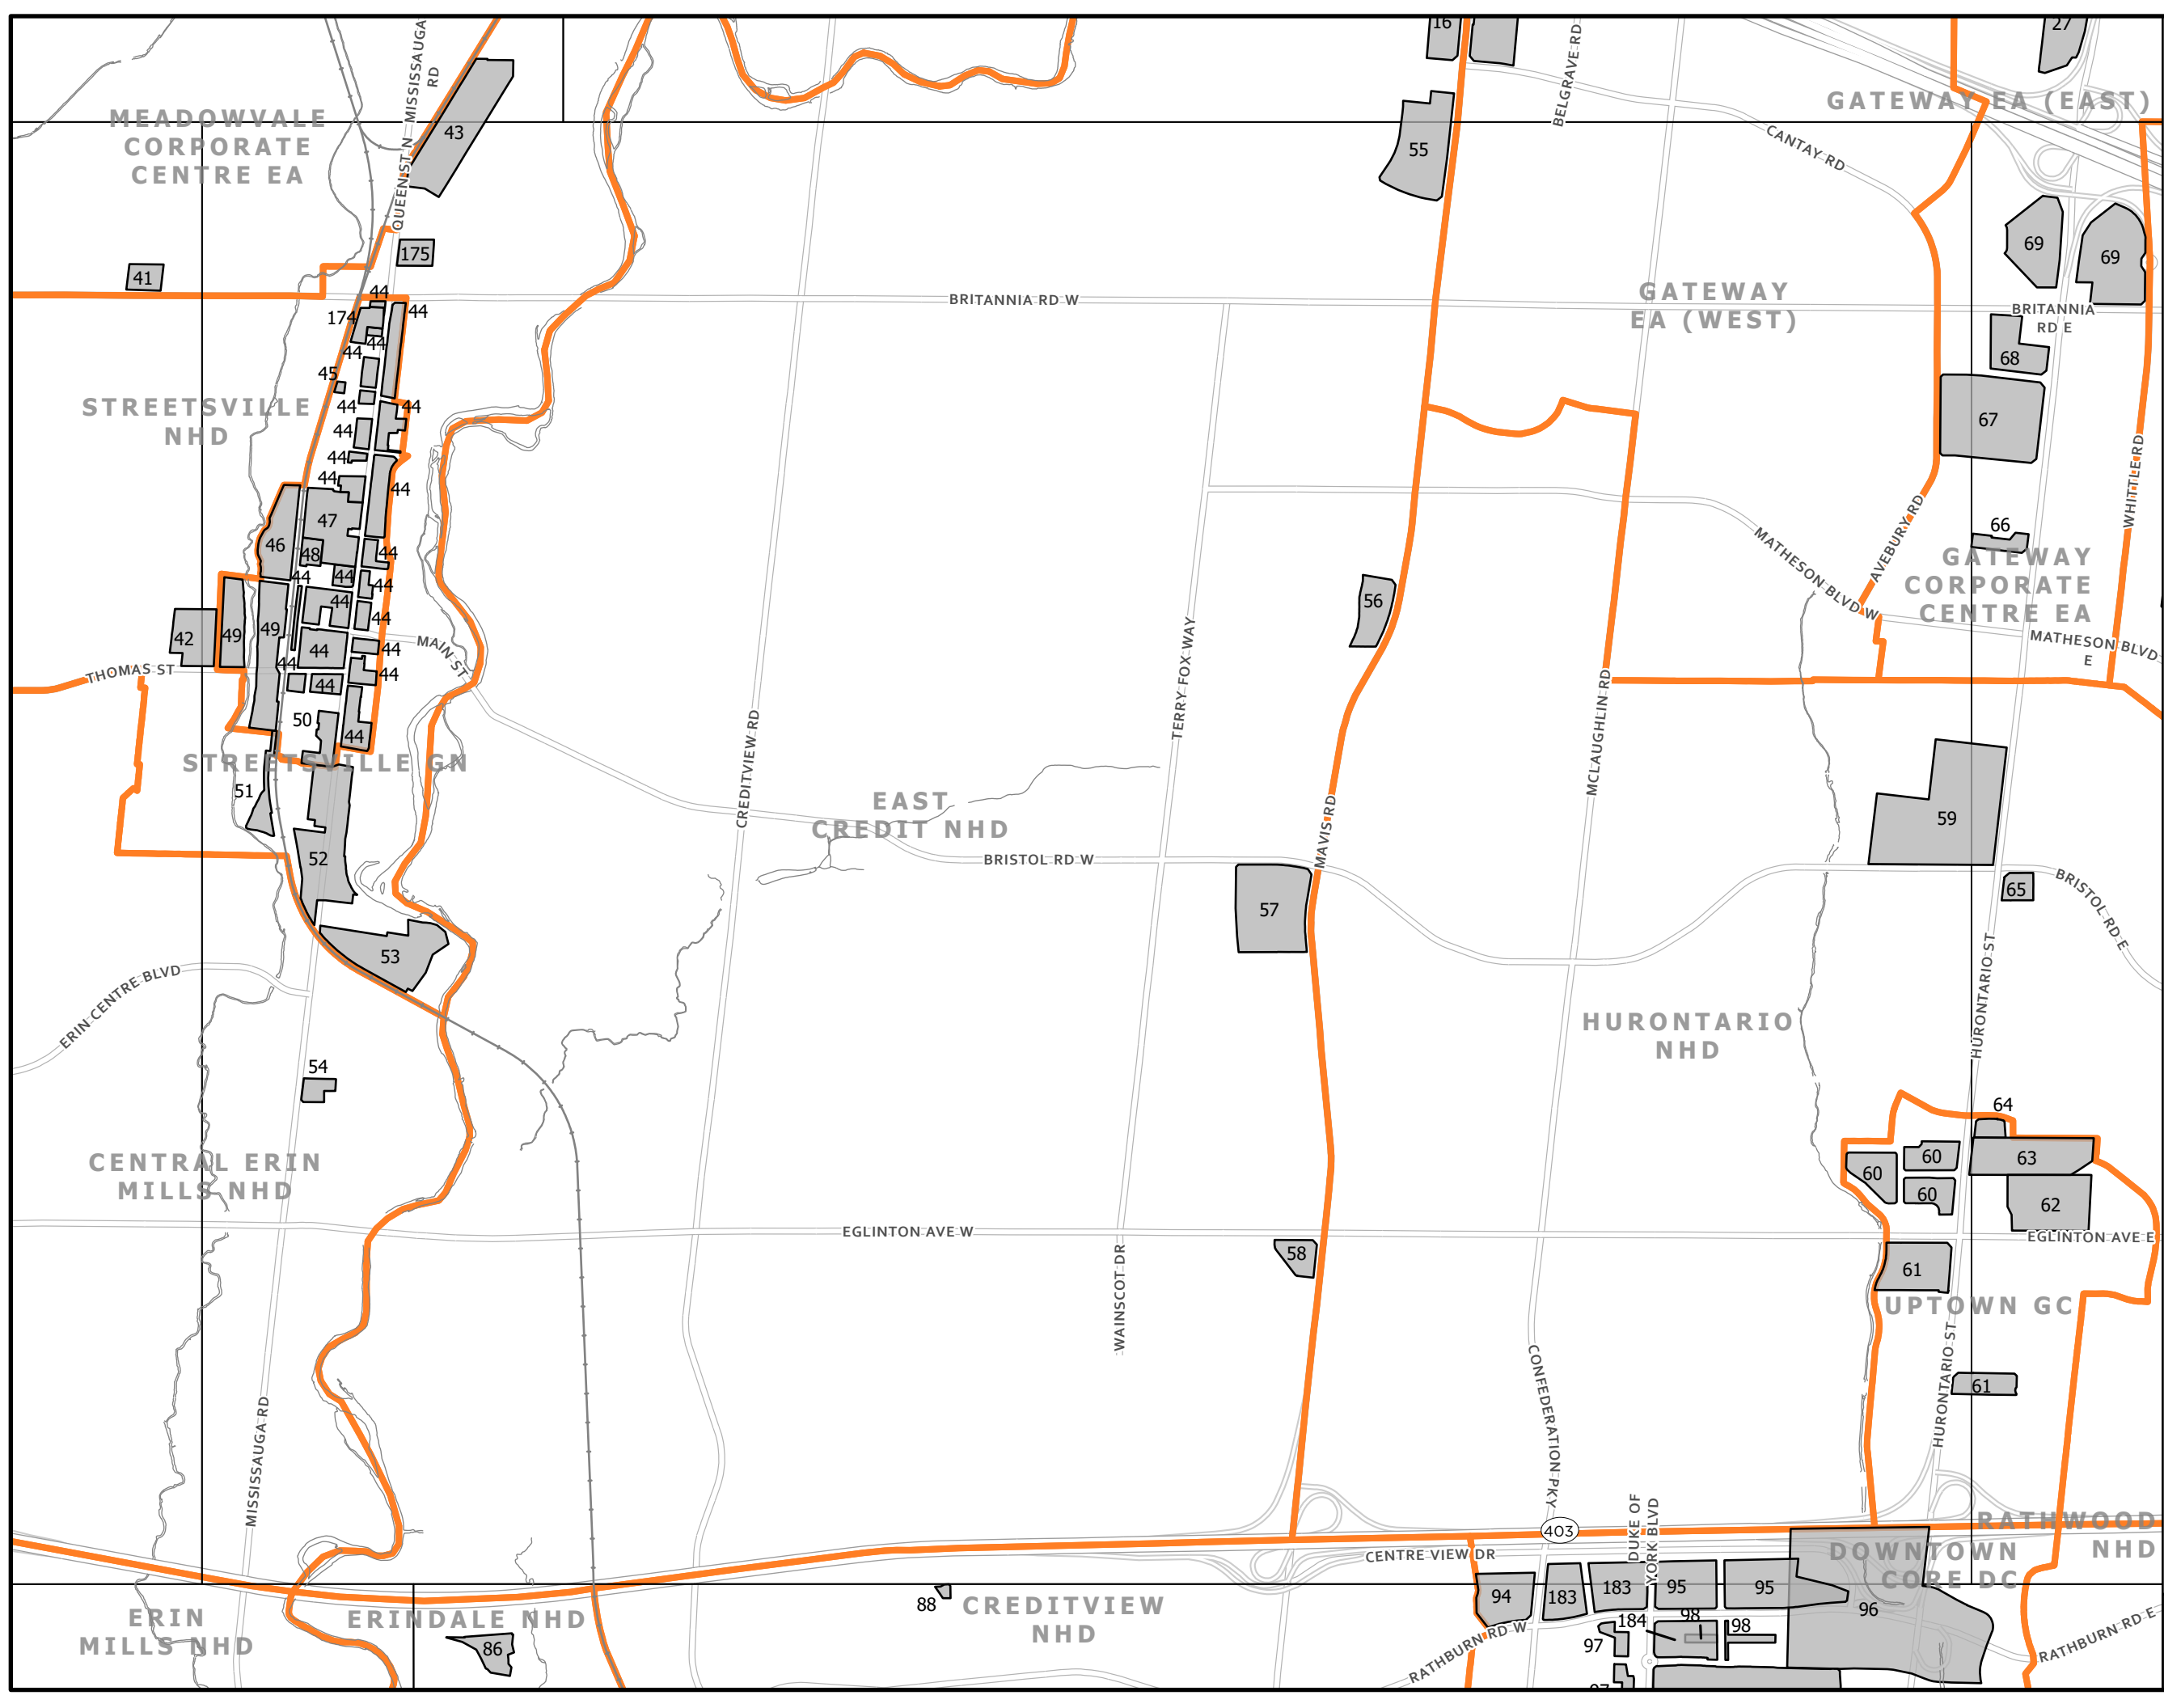 16
27
MISSISSAUGA
RD
BELGRAVE RD
GATEWAY EA (EAST)
MEADOWVALE
CORPORATE
CENTRE EA
43
55
CANTAY RD
QUEEN ST N
175
69
69
41
44
BRITANNIA RD W
GATEWAY
EA (WEST)
BRITANNIA
RD E
174
44
44
44
68
45
STREETSVILLE
NHD
44
44
67
44
44
WHITTLE RD
44
44
47
66
AVEBURY RD
MATHESON BLVD W
46
48
44
GATEWAY
CORPORATE
CENTRE EA
44
44
44
44
56
44
42
49
49
44
44
MAIN ST
MATHESON BLVD
E
THOMAS ST
44
44
44
TERRY FOX WAY
MCLAUGHLIN RD
50
44
STREETSVILLE GN
CREDITVIEW RD
51
EAST
CREDIT NHD
MAVIS RD
59
52
BRISTOL RD W
65
BRISTOL RD E
57
53
ERIN CENTRE BLVD
HURONTARIO ST
HURONTARIO
NHD
54
64
CENTRAL ERIN
MILLS NHD
60
60
60
63
62
EGLINTON AVE W
EGLINTON AVE E
58
61
WAINSCOT DR
UPTOWN GC
CONFEDERATION PKY
HURONTARIO ST
61
MISSISSAUGA RD
403
DUKE OF
YORK BLVD
RATHWOOD
NHD
CENTRE VIEW DR
DOWNTOWN
CORE DC
94
183
183
95
95
96
88
CREDITVIEW
NHD
ERIN
MILLS NHD
ERINDALE NHD
86
184
98
98
97
RATHBURN RD W
RATHBURN RD E
97